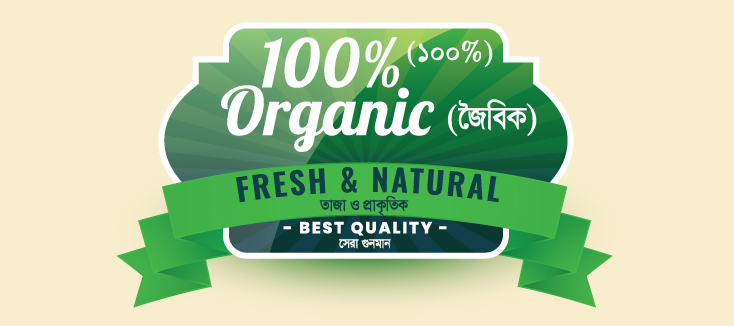 100% (১০০%)
Organic (জৈবিক)
FRESH & NATURAL
তাজা ও প্রাকৃতিক
- BEST QUALITY -
সেরা গুনমান